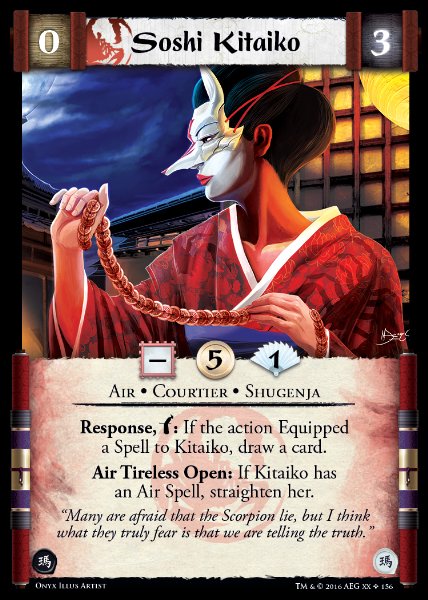 0
Soshi Kitaiko
3
–
5
1
Air • Courtier • Shugenja
Response, : If the action Equipped
a Spell to Kitaiko, draw a card.
Air Tireless Open: If Kitaiko has
an Air Spell, straighten her.
“Many are afraid that the Scorpion lie, but I think
what they truly fear is that we are telling the truth.”
瑪
瑪
Onyx Illus Artist
TM & © 2016 AEG XX ❖ 156